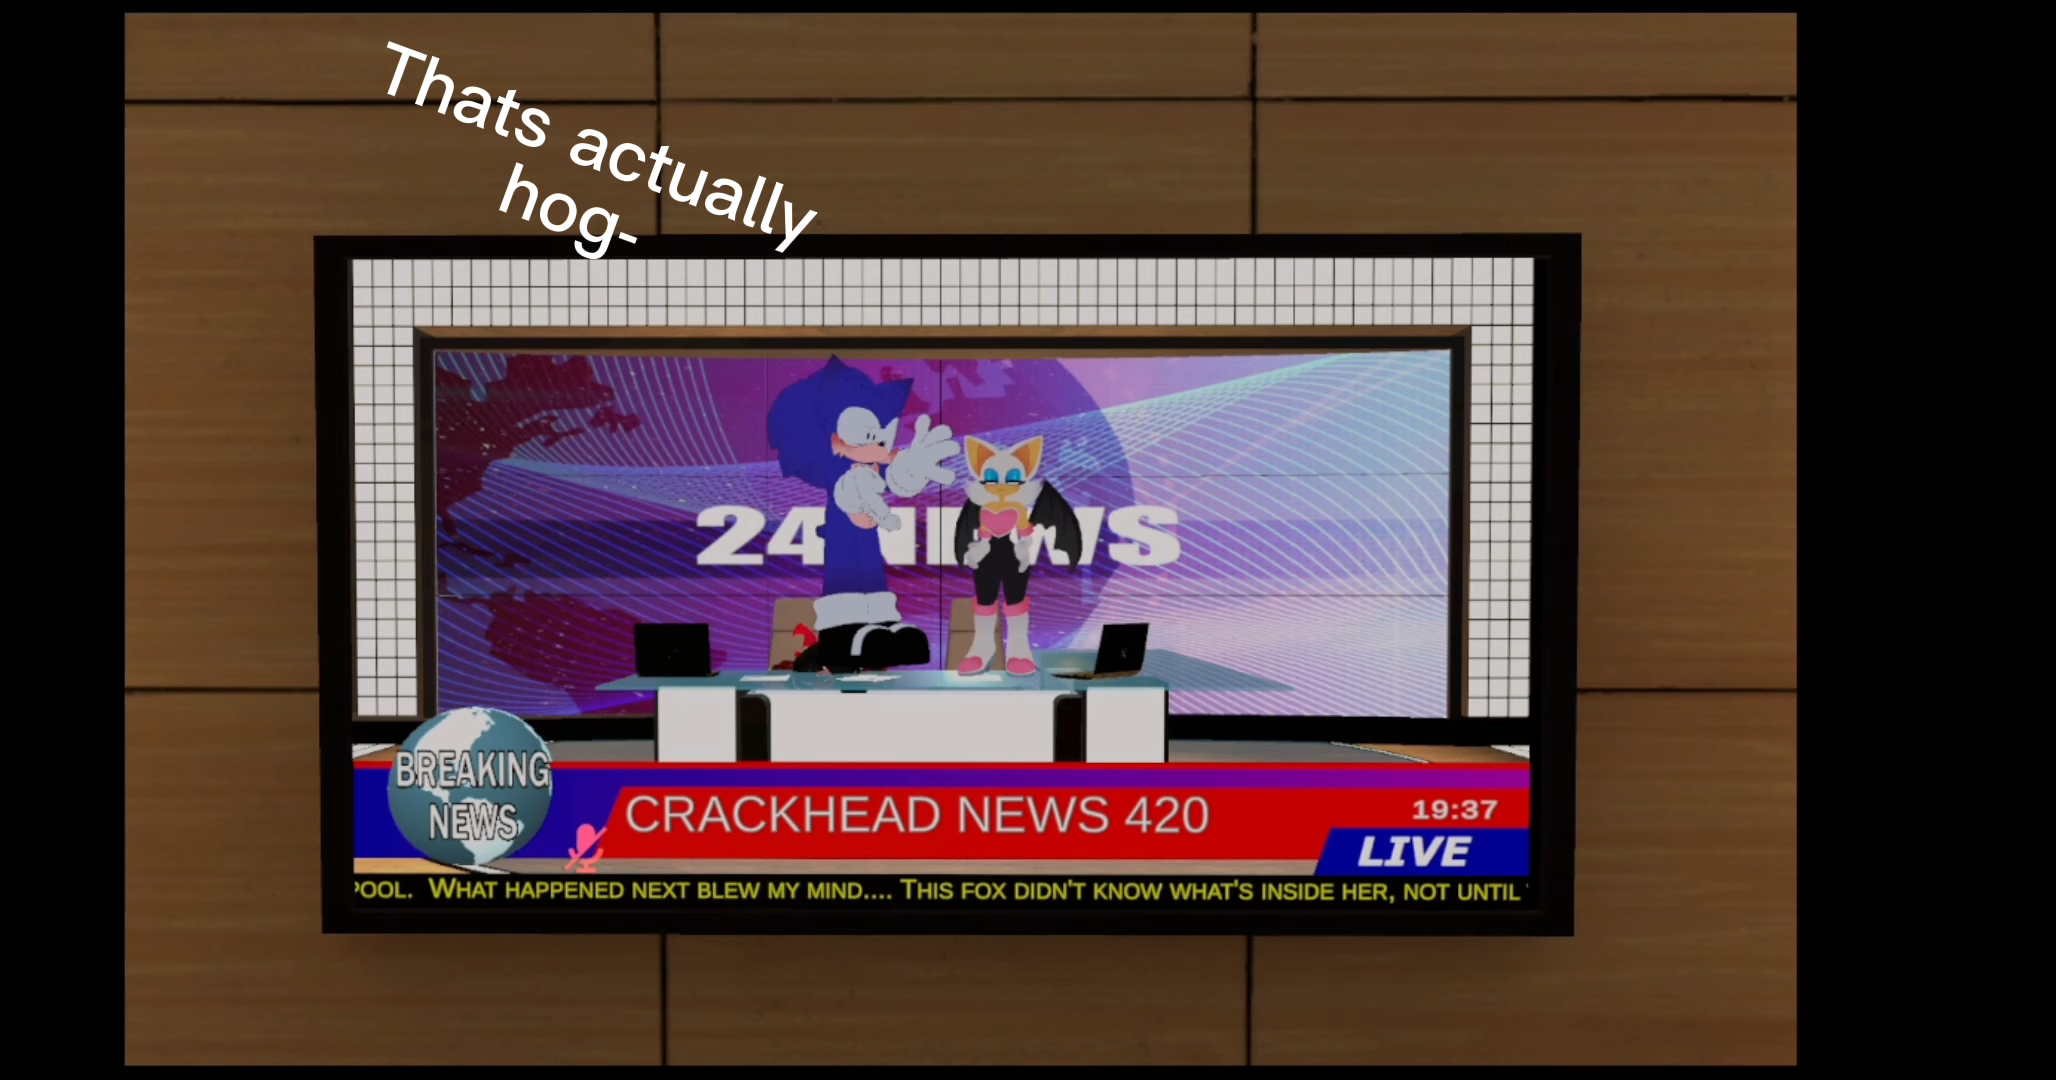 Thats actually
hog-
24 NEWS
BREAKING
NEWS
CRACKHEAD NEWS 420
19:37
LIVE
POOL. WHAT HAPPENED NEXT BLEW MY MIND.... THIS FOX DIDN'T KNOW WHAT'S INSIDE HER, NOT UNTIL